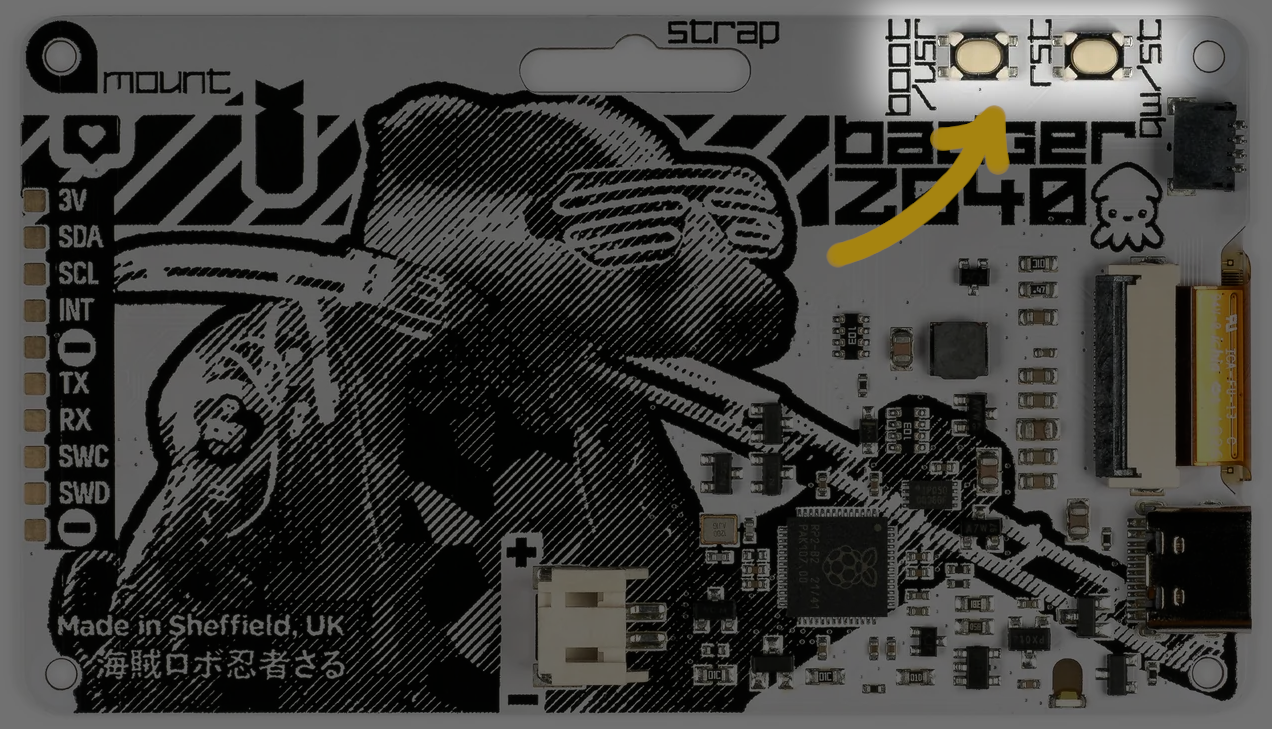 mount
strap
boot
/usr
rst
qw/st
badger
2040
3V
SDA
SCL
INT
TX
RX
SWC
SWD
+
-
Made in Sheffield, UK
海賊ロボ忍者さる